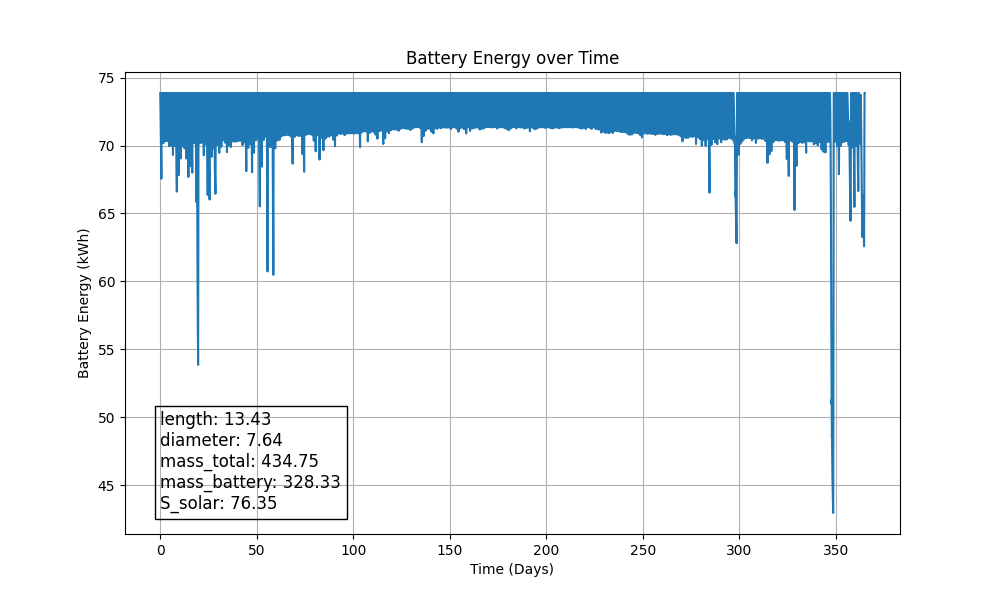 Battery Energy over Time
Battery Energy (kWh)
75
70
65
60
55
50
45
length: 13.43
diameter: 7.64
mass_total: 434.75
mass_battery: 328.33
S_solar: 76.35
0 50 100 150 200 250 300 350
Time (Days)